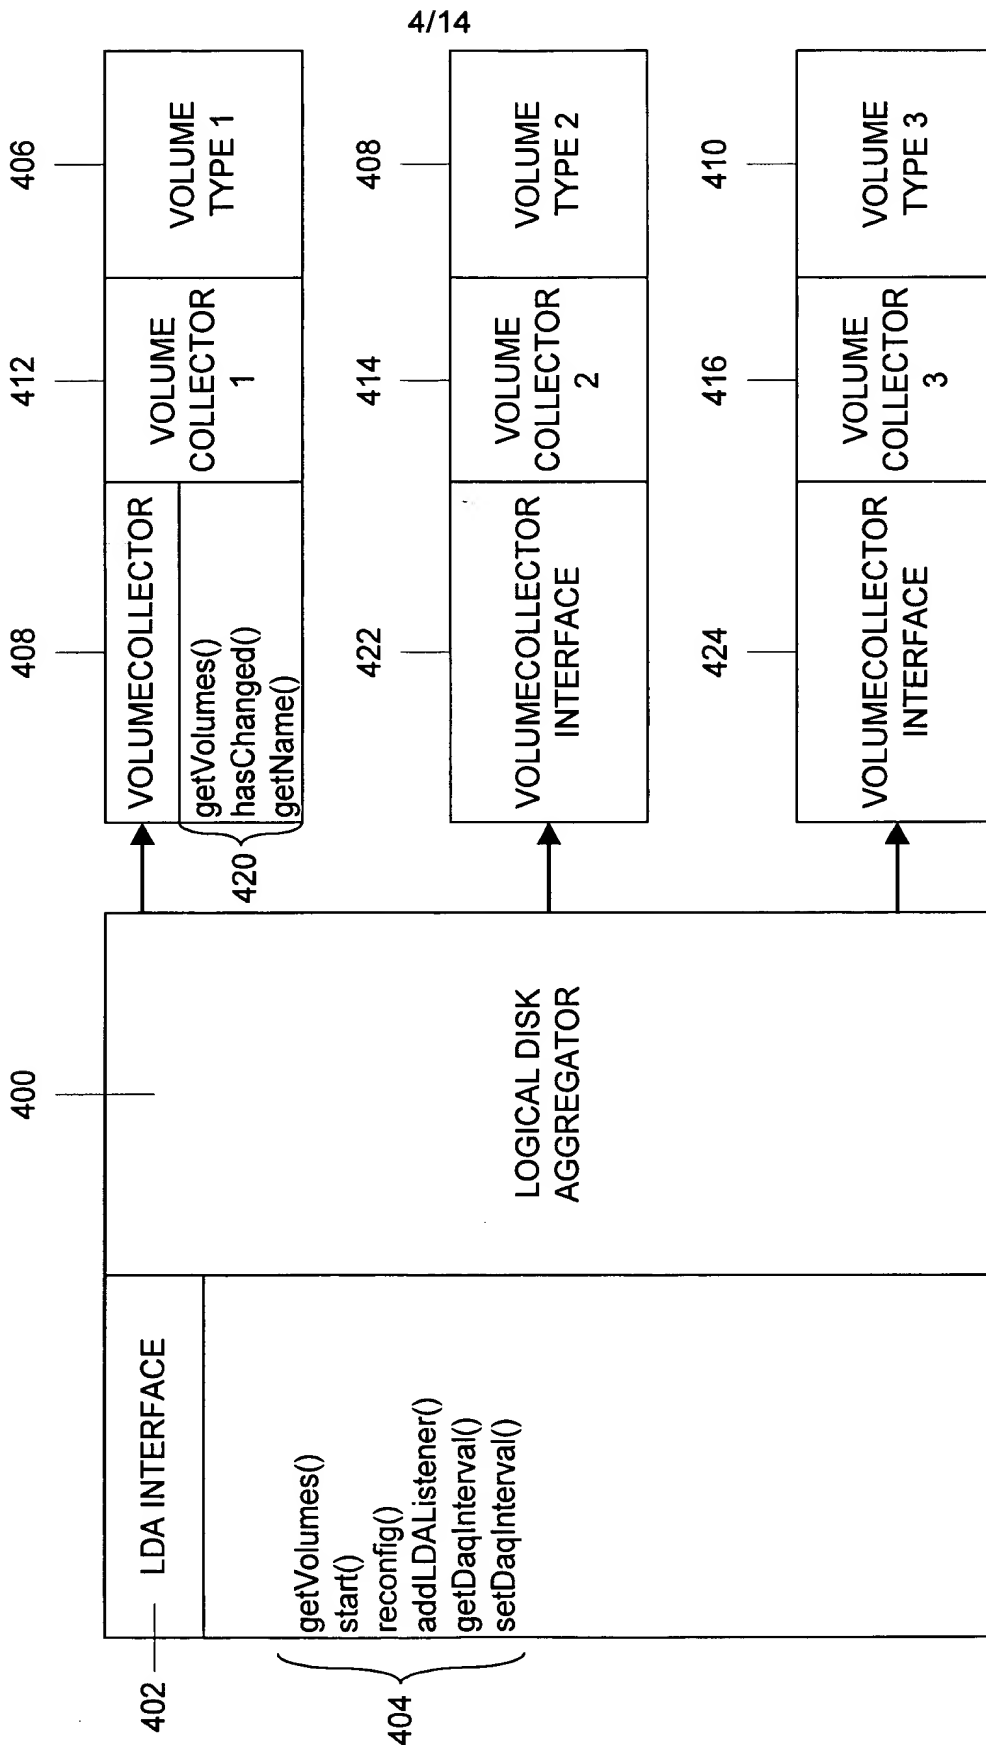 4/14
400
402
LDA INTERFACE
404
getVolumes()
start()
reconfig()
addLDAListener()
getDaqInterval()
setDaqInterval()
LOGICAL DISK
AGGREGATOR
408
412
406
VOLUMECOLLECTOR
420
getVolumes()
hasChanged()
getName()
VOLUME
COLLECTOR
1
VOLUME
TYPE 1
422
414
408
VOLUMECOLLECTOR
INTERFACE
VOLUME
COLLECTOR
2
VOLUME
TYPE 2
424
416
410
VOLUMECOLLECTOR
INTERFACE
VOLUME
COLLECTOR
3
VOLUME
TYPE 3